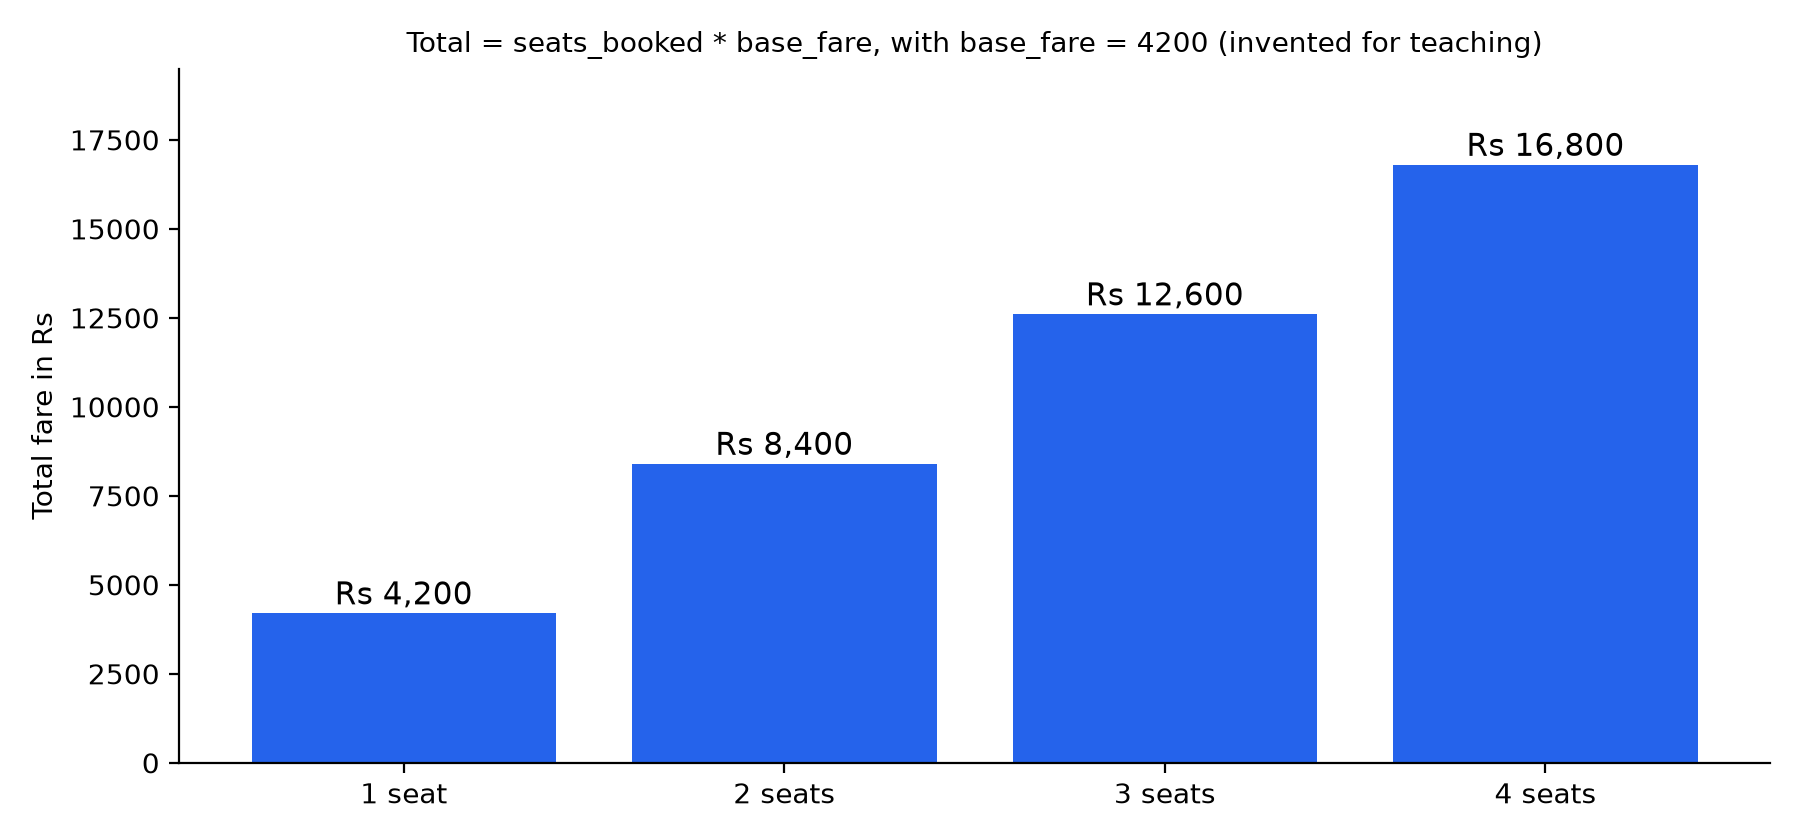 Total = seats_booked * base_fare, with base_fare = 4200 (invented for teaching)
Total fare in Rs
17500
15000
12500
10000
7500
5000
2500
0
Rs 4,200
Rs 8,400
Rs 12,600
Rs 16,800
1 seat
2 seats
3 seats
4 seats